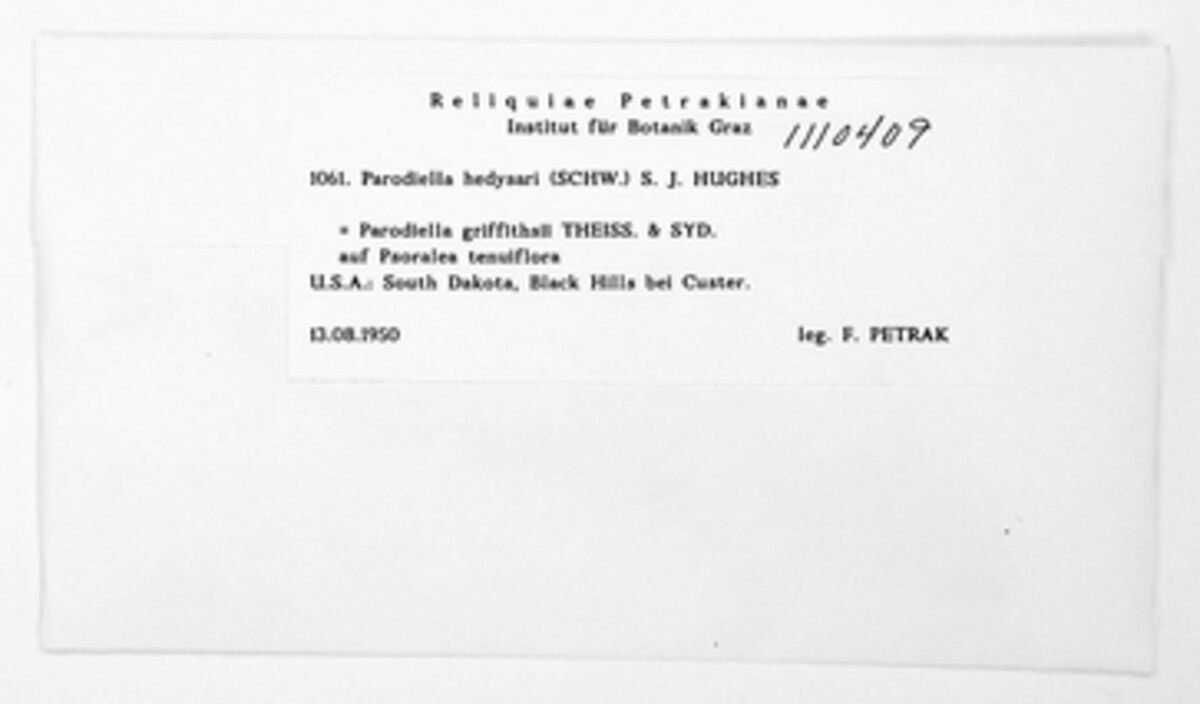 Reliquiae Petrakianae
Institut für Botanik Graz
1110409
1061. Parodiella hedysari (SCHW.) S. J. HUGHES
= Parodiella griffithsii THEISS. & SYD.
auf Psoralea tenuiflora
U.S.A.: South Dakota, Black Hills bei Custer.
13.08.1950 leg. F. PETRAK